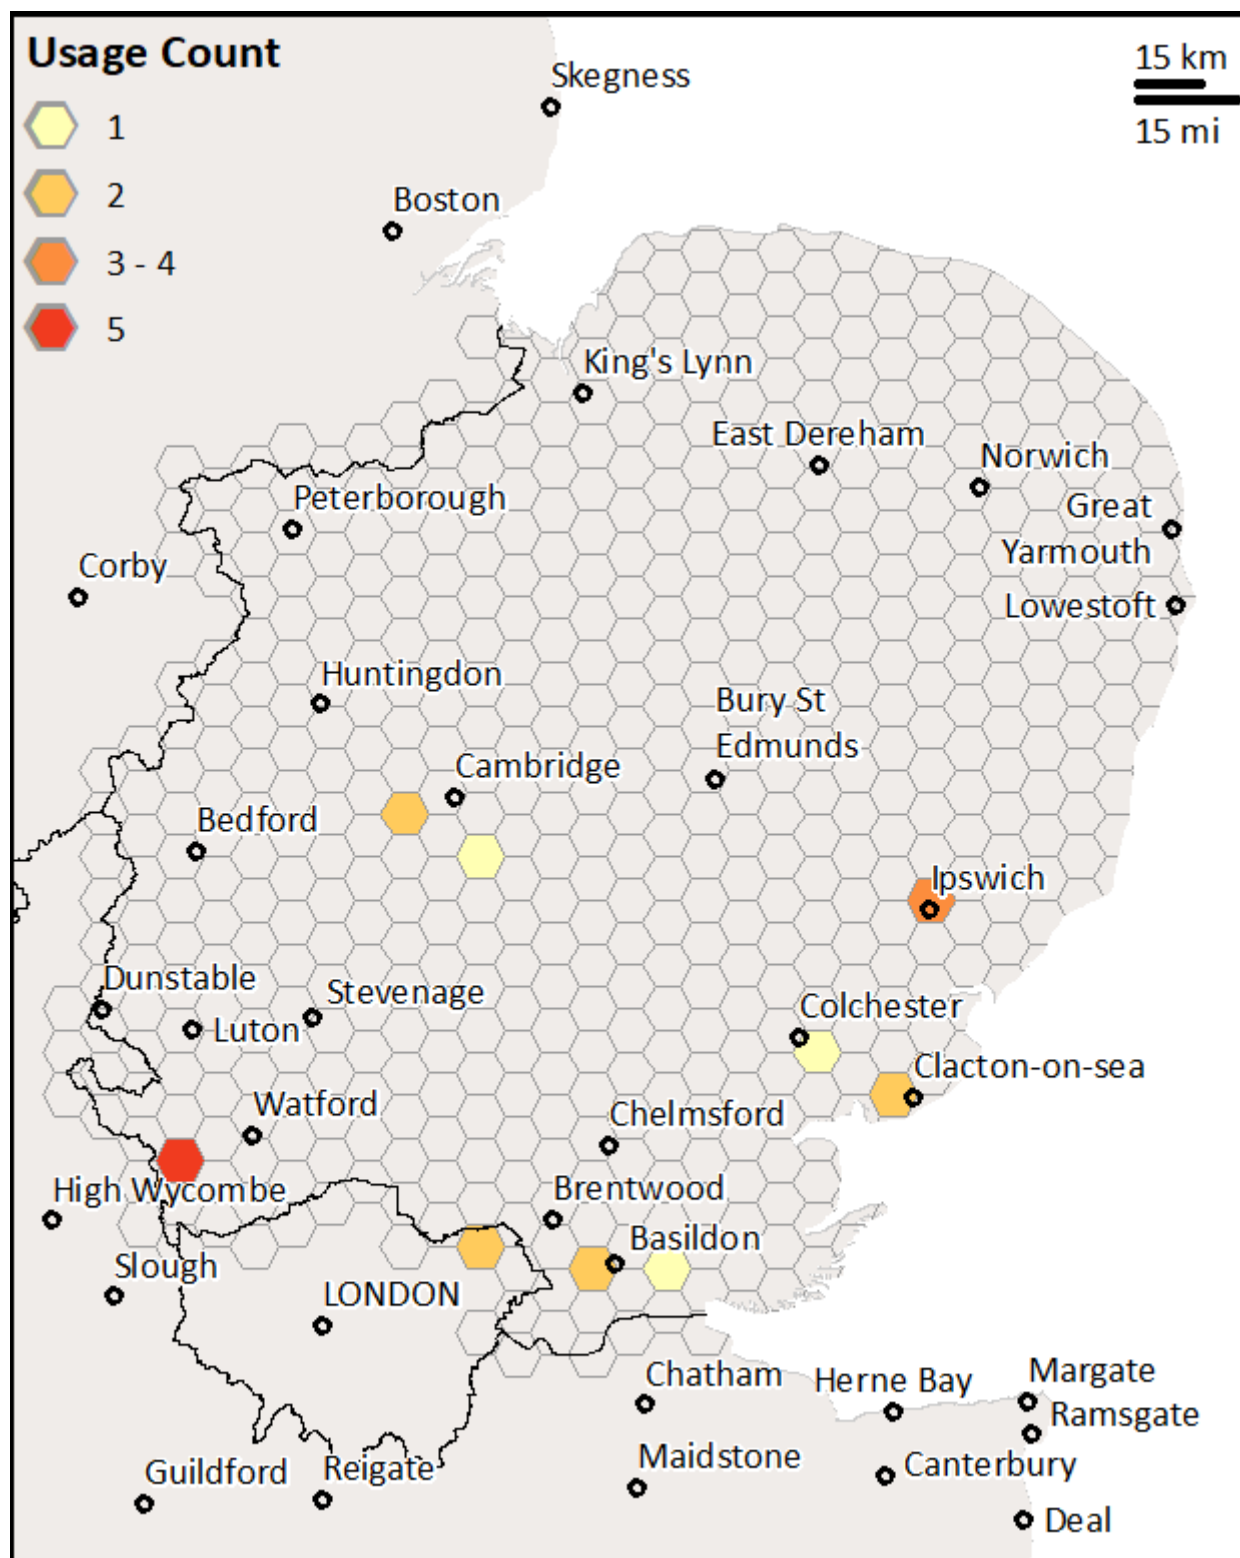 Usage Count
1
2
3 - 4
5
15 km
15 mi
Skegness
Boston
King's Lynn
East Dereham
Norwich
Great
Yarmouth
Peterborough
Corby
Lowestoft
Huntingdon
Bury St
Edmunds
Cambridge
Bedford
Ipswich
Dunstable
Stevenage
Luton
Colchester
Clacton-on-sea
Watford
Chelmsford
High Wycombe
Brentwood
Basildon
Slough
LONDON
Chatham
Herne Bay
Margate
Ramsgate
Guildford
Reigate
Maidstone
Canterbury
Deal